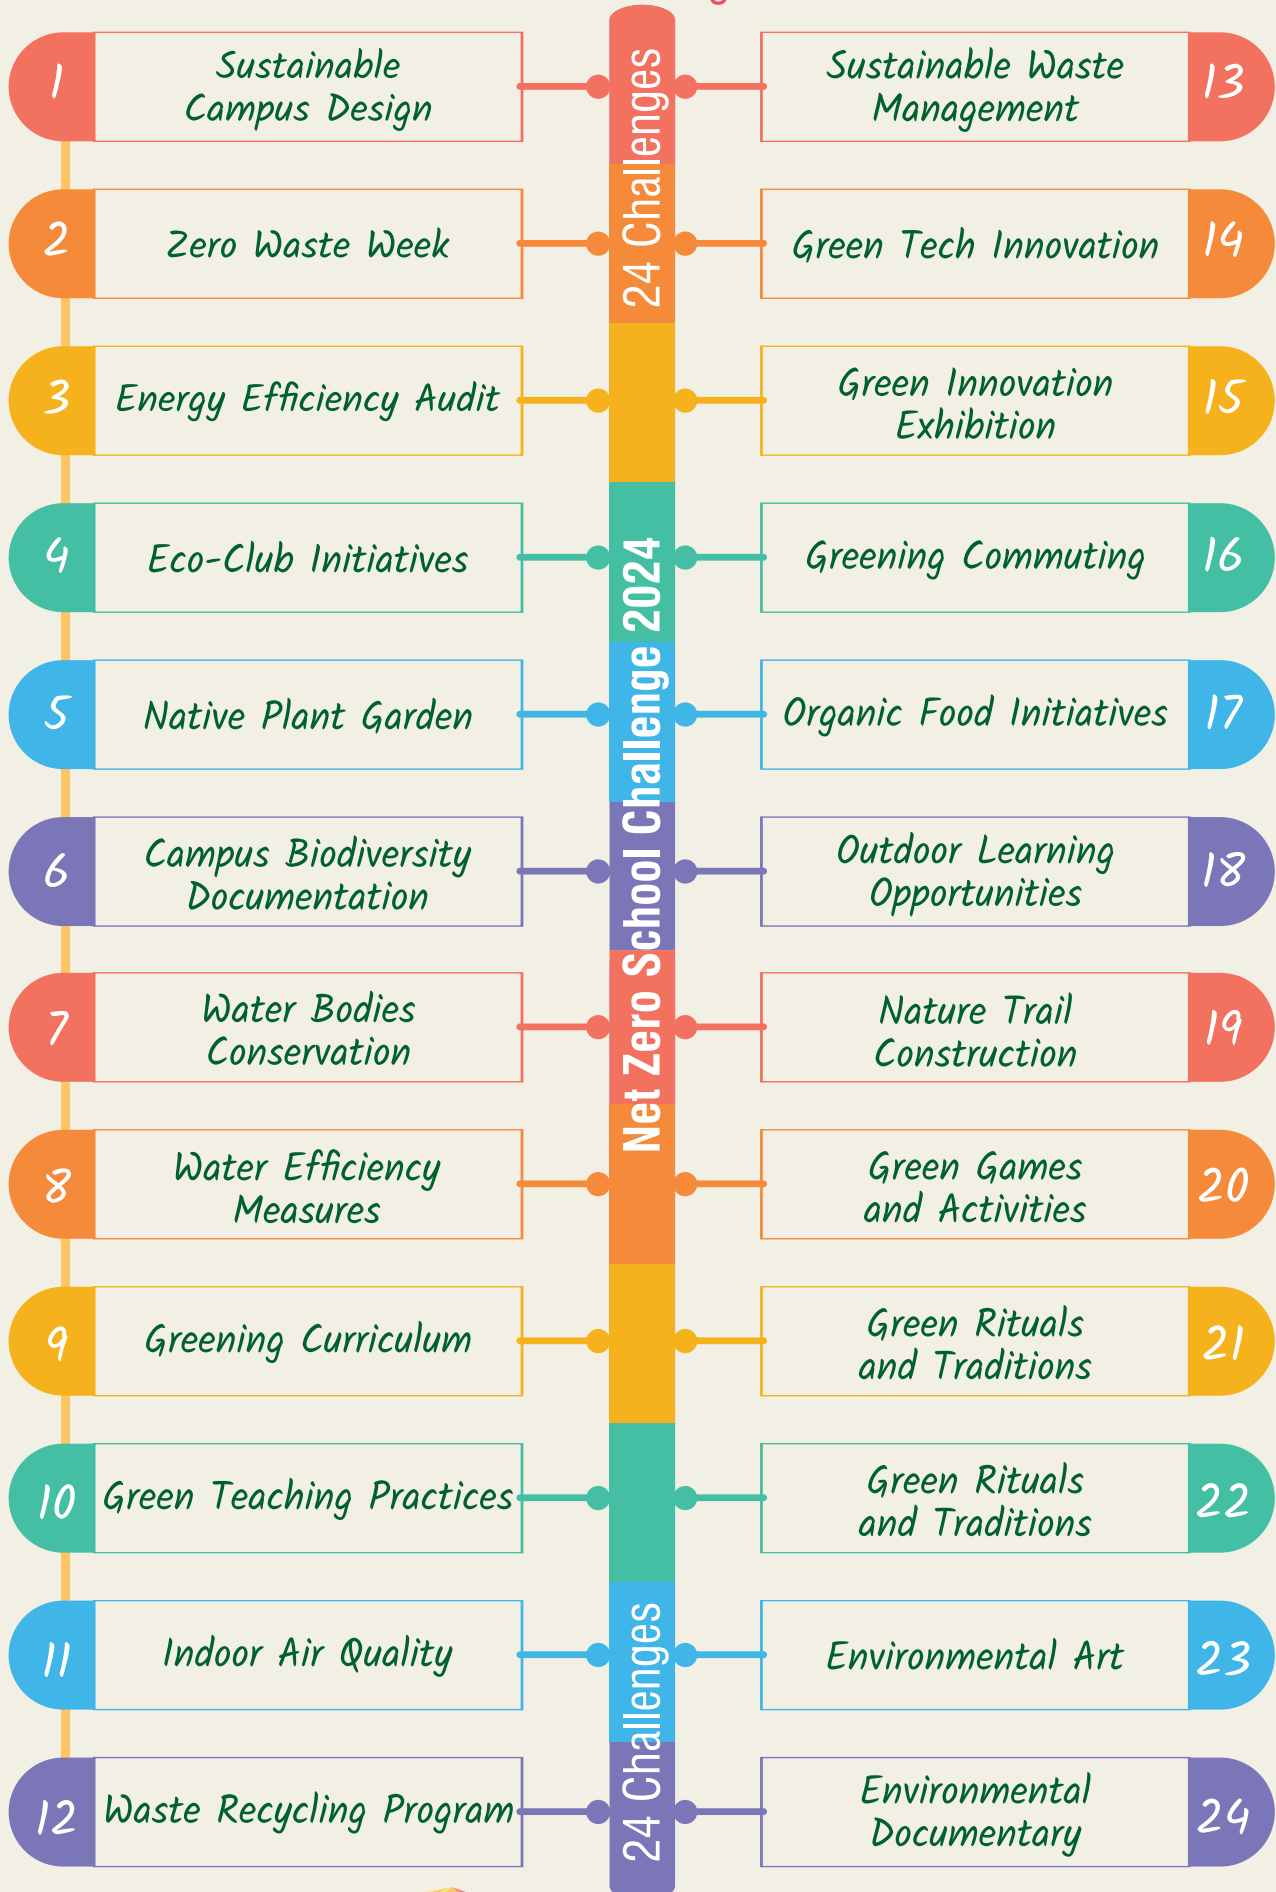 1
Sustainable
Campus Design
2
Zero Waste Week
3
Energy Efficiency Audit
4
Eco-Club Initiatives
5
Native Plant Garden
6
Campus Biodiversity
Documentation
7
Water Bodies
Conservation
8
Water Efficiency
Measures
9
Greening Curriculum
10
Green Teaching Practices
11
Indoor Air Quality
12
Waste Recycling Program
24 Challenges
Net Zero School Challenge 2024
24 Challenges
Sustainable Waste
Management
13
Green Tech Innovation
14
Green Innovation
Exhibition
15
Greening Commuting
16
Organic Food Initiatives
17
Outdoor Learning
Opportunities
18
Nature Trail
Construction
19
Green Games
and Activities
20
Green Rituals
and Traditions
21
Green Rituals
and Traditions
22
Environmental Art
23
Environmental
Documentary
24